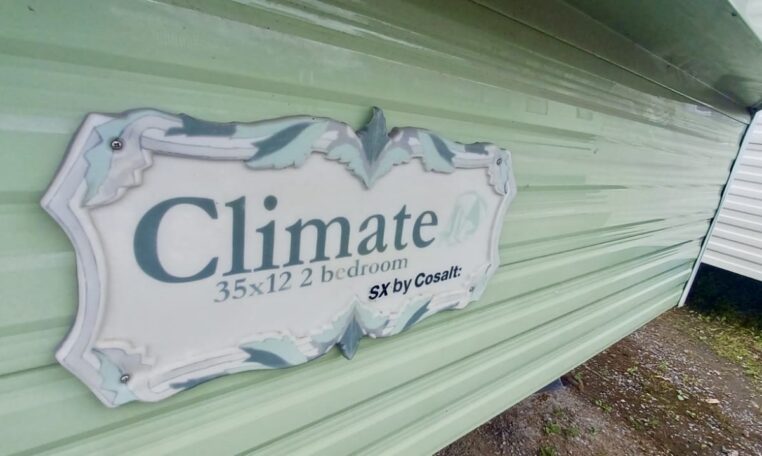 Climate
35x12 2 bedroom
SX by Cosalt: